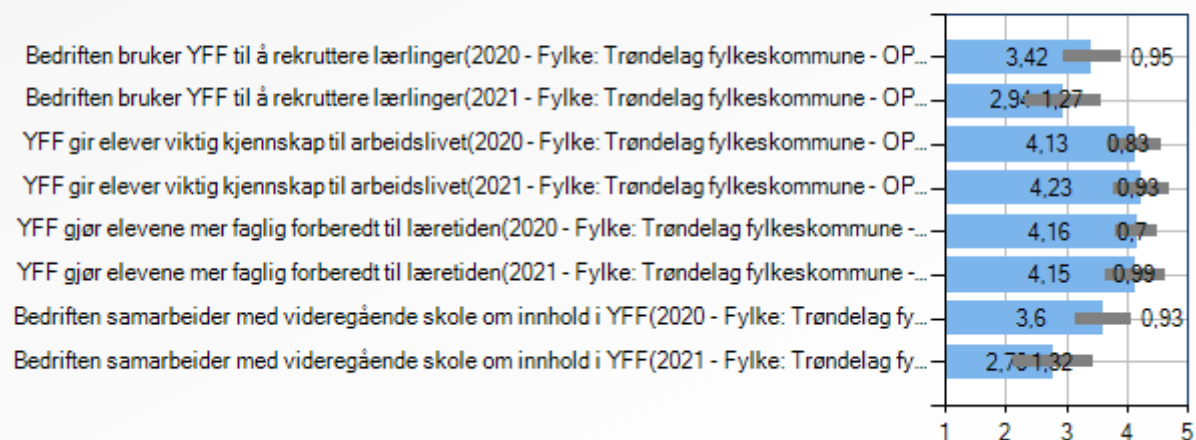 Bedriften bruker YFF til å rekruttere lærlinger(2020 - Fylke: Trøndelag fylkeskommune - OP... 3,42 0,95
Bedriften bruker YFF til å rekruttere lærlinger(2021 - Fylke: Trøndelag fylkeskommune - OP... 2,94 1,27
YFF gir elever viktig kjennskap til arbeidslivet(2020 - Fylke: Trøndelag fylkeskommune - OP... 4,13 0,83
YFF gir elever viktig kjennskap til arbeidslivet(2021 - Fylke: Trøndelag fylkeskommune - OP... 4,23 0,93
YFF gjør elevene mer faglig forberedt til læretiden(2020 - Fylke: Trøndelag fylkeskommune -... 4,16 0,7
YFF gjør elevene mer faglig forberedt til læretiden(2021 - Fylke: Trøndelag fylkeskommune -... 4,15 0,99
Bedriften samarbeider med videregående skole om innhold i YFF(2020 - Fylke: Trøndelag fy... 3,6 0,93
Bedriften samarbeider med videregående skole om innhold i YFF(2021 - Fylke: Trøndelag fy... 1,32
1 2 3 4 5